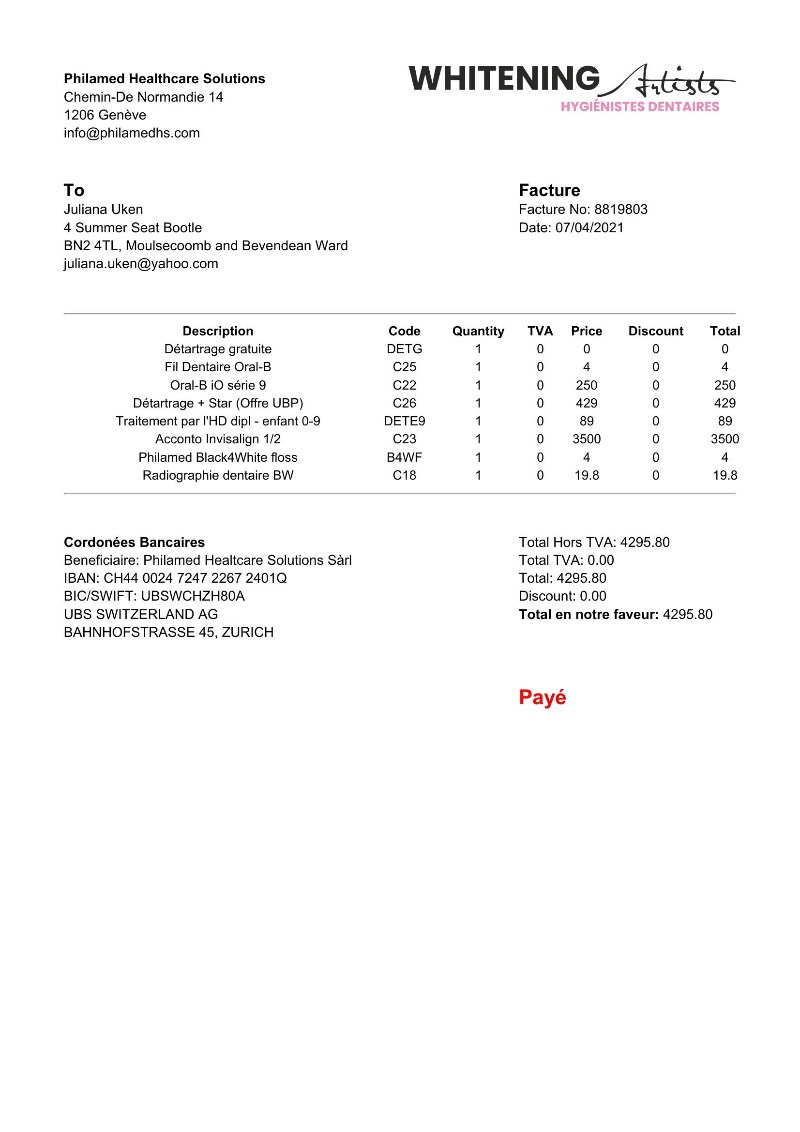 Philamed Healthcare Solutions
Chemin-De Normandie 14
1206 Genève
info@philamedhs.com
WHITENING Artists
HYGIÉNISTES DENTAIRES
To
Juliana Uken
4 Summer Seat Bootle
BN2 4TL, Moulsecoomb and Bevendean Ward
juliana.uken@yahoo.com
Facture
Facture No: 8819803
Date: 07/04/2021
Description Code Quantity TVA Price Discount Total
Détartrage gratuite DETG 1 0 0 0 0
Fil Dentaire Oral-B C25 1 0 4 0 4
Oral-B iO série 9 C22 1 0 250 0 250
Détartrage + Star (Offre UBP) C26 1 0 429 0 429
Traitement par l'HD dipl - enfant 0-9 DETE9 1 0 89 0 89
Acconto Invisalign 1/2 C23 1 0 3500 0 3500
Philamed Black4White floss B4WF 1 0 4 0 4
Radiographie dentaire BW C18 1 0 19.8 0 19.8
Cordonées Bancaires
Beneficiaire: Philamed Healtcare Solutions Sàrl
IBAN: CH44 0024 7247 2267 2401Q
BIC/SWIFT: UBSWCHZH80A
UBS SWITZERLAND AG
BAHNHOFSTRASSE 45, ZURICH
Total Hors TVA: 4295.80
Total TVA: 0.00
Total: 4295.80
Discount: 0.00
Total en notre faveur: 4295.80
Payé